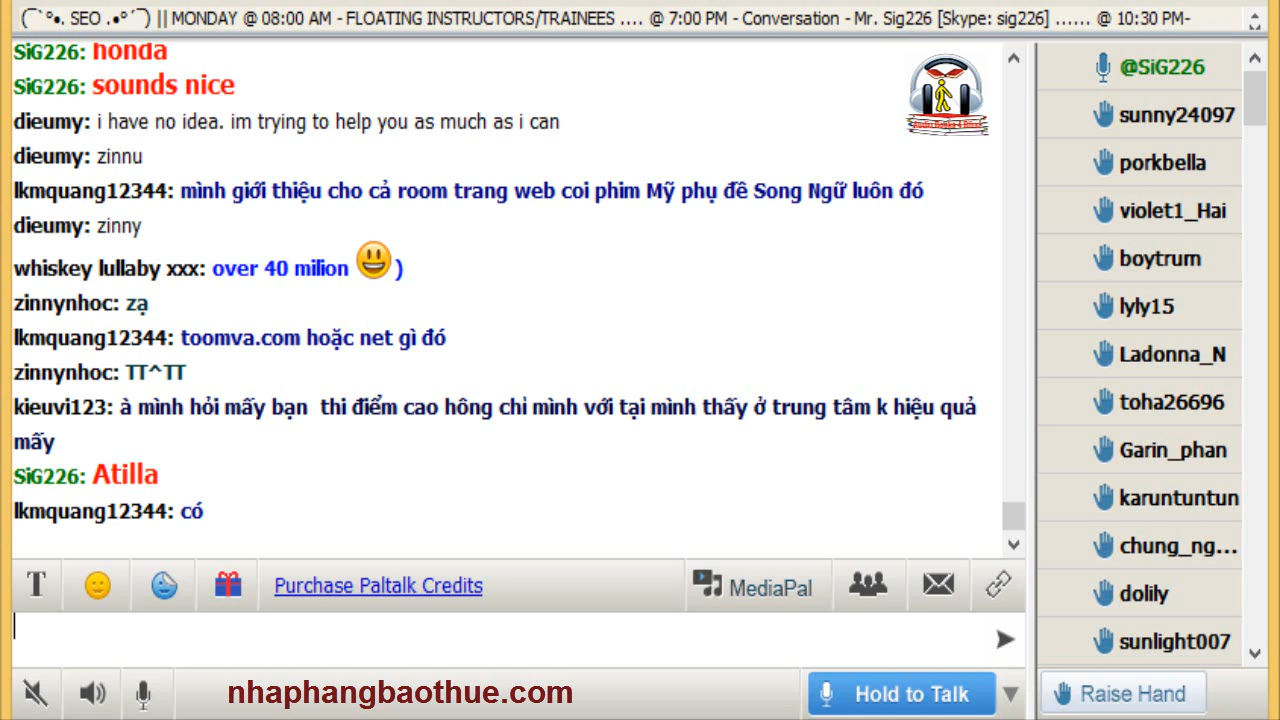 (¯`°•. SEO .•°´¯) || MONDAY @ 08:00 AM - FLOATING INSTRUCTORS/TRAINEES .... @ 7:00 PM - Conversation - Mr. Sig226 [Skype: sig226] ...... @ 10:30 PM-
SiG226: honda
SiG226: sounds nice
dieumy: i have no idea. im trying to help you as much as i can
dieumy: zinnu
lkmquang12344: mình giới thiệu cho cả room trang web coi phim Mỹ phụ đề Song Ngữ luôn đó
dieumy: zinny
whiskey lullaby xxx: over 40 milion 😃 )
zinnynhoc: zạ
lkmquang12344: toomva.com hoặc net gì đó
zinnynhoc: TT^TT
kieuvi123: à mình hỏi mấy bạn thi điểm cao hông chỉ mình với tại mình thấy ở trung tâm k hiệu quả
mấy
SiG226: Atilla
lkmquang12344: có
@SiG226
sunny24097
porkbella
violet1_Hai
boytrum
lyly15
Ladonna_N
toha26696
Garin_phan
karuntuntun
chung_ng...
dolily
sunlight007
T
Purchase Paltalk Credits
MediaPal
nhaphangbaothue.com
Hold to Talk
Raise Hand